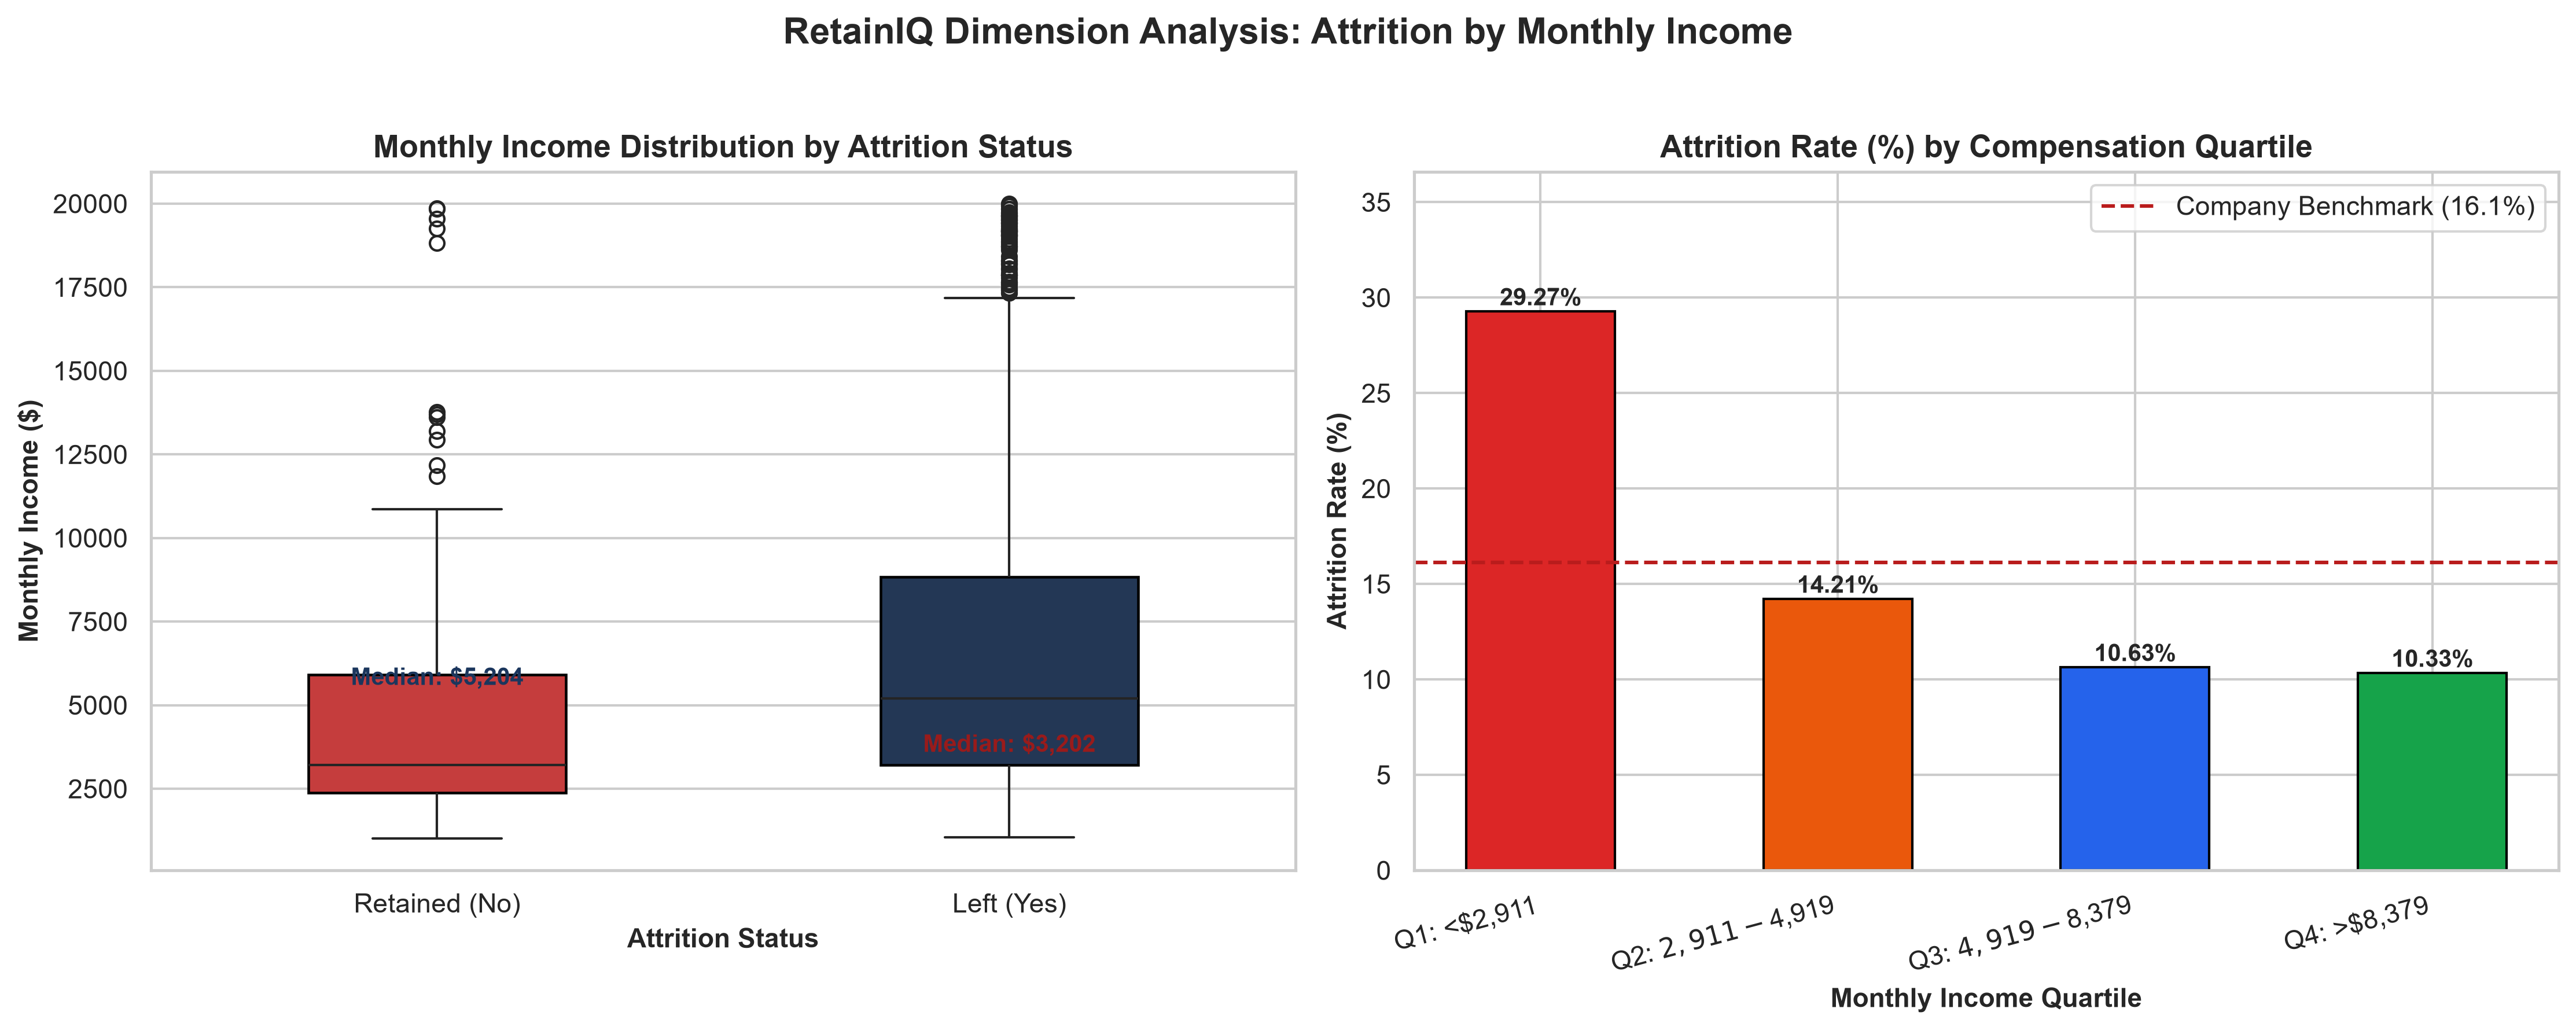 RetainIQ Dimension Analysis: Attrition by Monthly Income
Monthly Income Distribution by Attrition Status
Monthly Income ($)
20000
17500
15000
12500
10000
7500
5000
2500
Median: $5,204
Median: $3,202
Retained (No)
Left (Yes)
Attrition Status
Attrition Rate (%) by Compensation Quartile
Company Benchmark (16.1%)
Attrition Rate (%)
35
30
25
20
15
10
5
0
29.27%
14.21%
10.63%
10.33%
Q1: <$2,911
Q2: 2, 911 − 4,919
Q3: 4, 919 − 8,379
Q4: >$8,379
Monthly Income Quartile